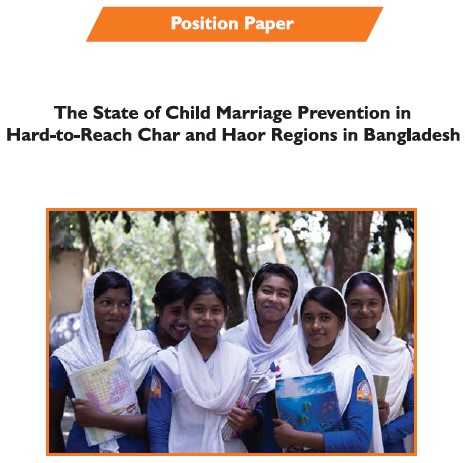 Position Paper
The State of Child Marriage Prevention in
Hard-to-Reach Char and Haor Regions in Bangladesh